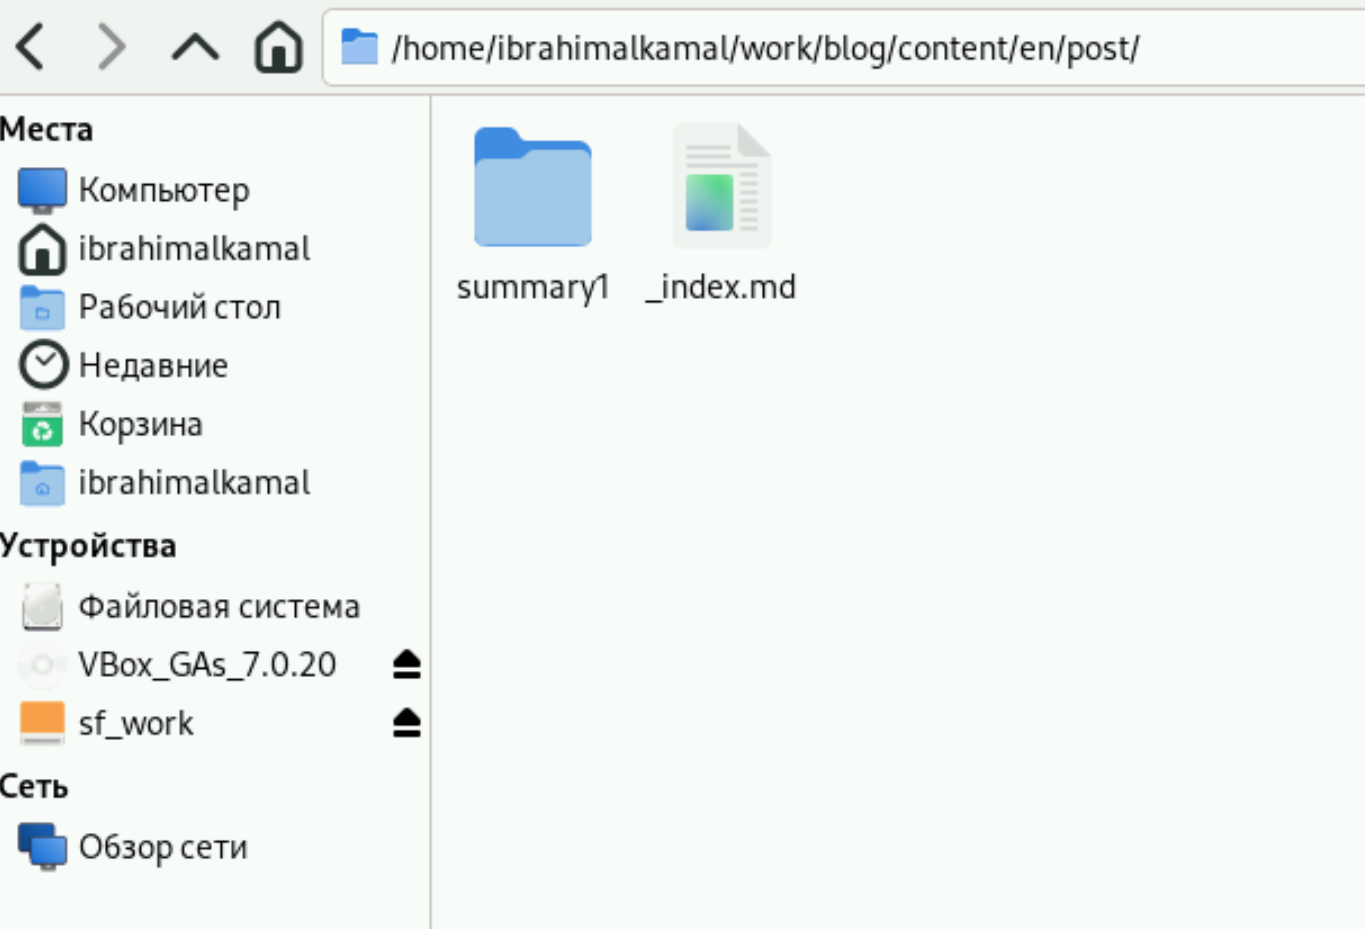 /home/ibrahimalkamal/work/blog/content/en/post/
Места
Компьютер
ibrahimalkamal
Рабочий стол
Недавние
Корзина
ibrahimalkamal
Устройства
Файловая система
VBox_GAs_7.0.20
sf_work
Сеть
Обзор сети
summary1
_index.md